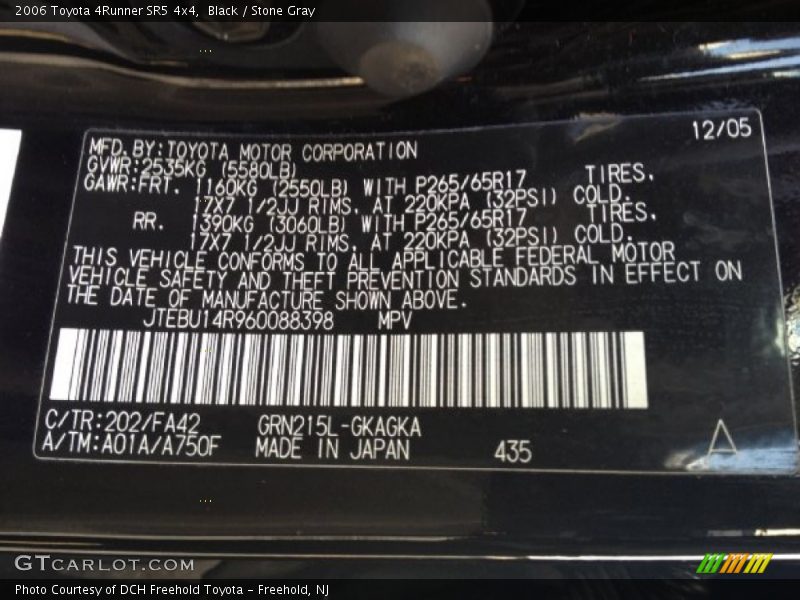 2006 Toyota 4Runner SR5 4x4, Black / Stone Gray
12/05
MFD. BY:TOYOTA MOTOR CORPORATION
GVWR:2535KG (5580LB)
GAWR:FRT. 1160KG (2550LB) WITH P265/65R17 TIRES,
17X7 1/2JJ RIMS, AT 220KPA (32PSI) COLD.
RR. 1390KG (3060LB) WITH P265/65R17 TIRES,
17X7 1/2JJ RIMS, AT 220KPA (32PSI) COLD.
THIS VEHICLE CONFORMS TO ALL APPLICABLE FEDERAL MOTOR
VEHICLE SAFETY AND THEFT PREVENTION STANDARDS IN EFFECT ON
THE DATE OF MANUFACTURE SHOWN ABOVE.
JTEBU14R960088398 MPV
C/TR:202/FA42 GRN215L-GKAGKA
A/TM:A01A/A750F MADE IN JAPAN 435 A
GTCARLOT.COM
Photo Courtesy of DCH Freehold Toyota - Freehold, NJ